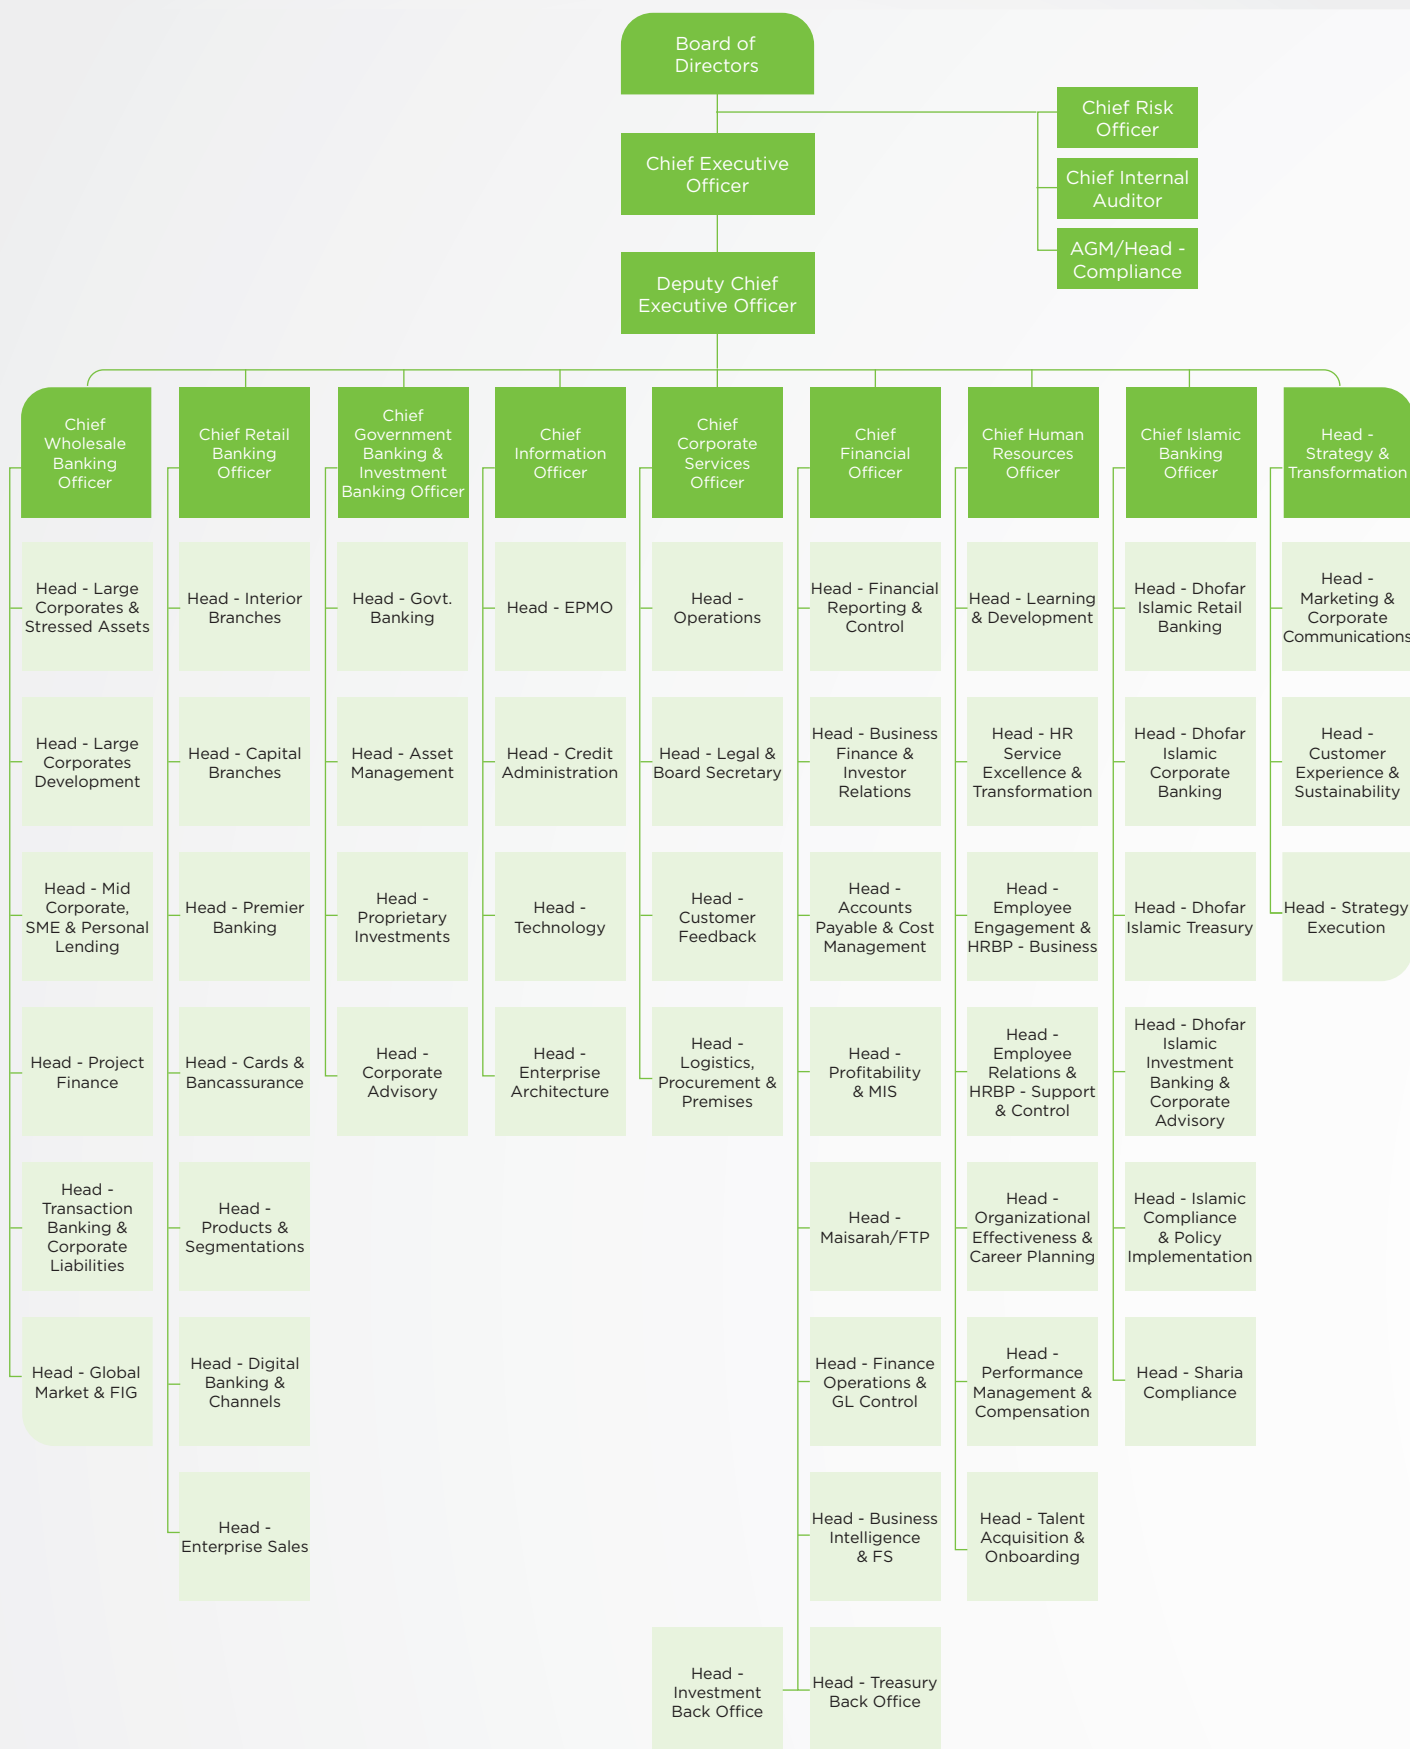 Board of
Directors
Chief Risk
Officer
Chief Executive
Officer
Chief Internal
Auditor
AGM/Head -
Compliance
Deputy Chief
Executive Officer
Chief
Wholesale
Banking
Officer
Chief Retail
Banking
Officer
Chief
Government
Banking &
Investment
Banking Officer
Chief
Information
Officer
Chief
Corporate
Services
Officer
Chief
Financial
Officer
Chief Human
Resources
Officer
Chief Islamic
Banking
Officer
Head -
Strategy &
Transformation
Head - Large
Corporates &
Stressed Assets
Head - Interior
Branches
Head - Govt.
Banking
Head - EPMO
Head -
Operations
Head - Financial
Reporting &
Control
Head - Learning
& Development
Head - Dhofar
Islamic Retail
Banking
Head -
Marketing &
Corporate
Communications
Head - Large
Corporates
Development
Head - Capital
Branches
Head - Asset
Management
Head - Credit
Administration
Head - Legal &
Board Secretary
Head - Business
Finance &
Investor
Relations
Head - HR
Service
Excellence &
Transformation
Head - Dhofar
Islamic
Corporate
Banking
Head -
Customer
Experience &
Sustainability
Head - Mid
Corporate,
SME & Personal
Lending
Head - Premier
Banking
Head -
Proprietary
Investments
Head -
Technology
Head -
Customer
Feedback
Head -
Accounts
Payable & Cost
Management
Head -
Employee
Engagement &
HRBP - Business
Head - Dhofar
Islamic Treasury
Head - Strategy
Execution
Head - Project
Finance
Head - Cards &
Bancassurance
Head -
Corporate
Advisory
Head -
Enterprise
Architecture
Head -
Logistics,
Procurement &
Premises
Head -
Profitability
& MIS
Head -
Employee
Relations &
HRBP - Support
& Control
Head - Dhofar
Islamic
Investment
Banking &
Corporate
Advisory
Head -
Transaction
Banking &
Corporate
Liabilities
Head -
Products &
Segmentations
Head -
Maisarah/FTP
Head -
Organizational
Effectiveness &
Career Planning
Head - Islamic
Compliance
& Policy
Implementation
Head - Global
Market & FIG
Head - Digital
Banking &
Channels
Head - Finance
Operations &
GL Control
Head -
Performance
Management &
Compensation
Head - Sharia
Compliance
Head -
Enterprise Sales
Head - Business
Intelligence
& FS
Head - Talent
Acquisition &
Onboarding
Head -
Investment
Back Office
Head - Treasury
Back Office